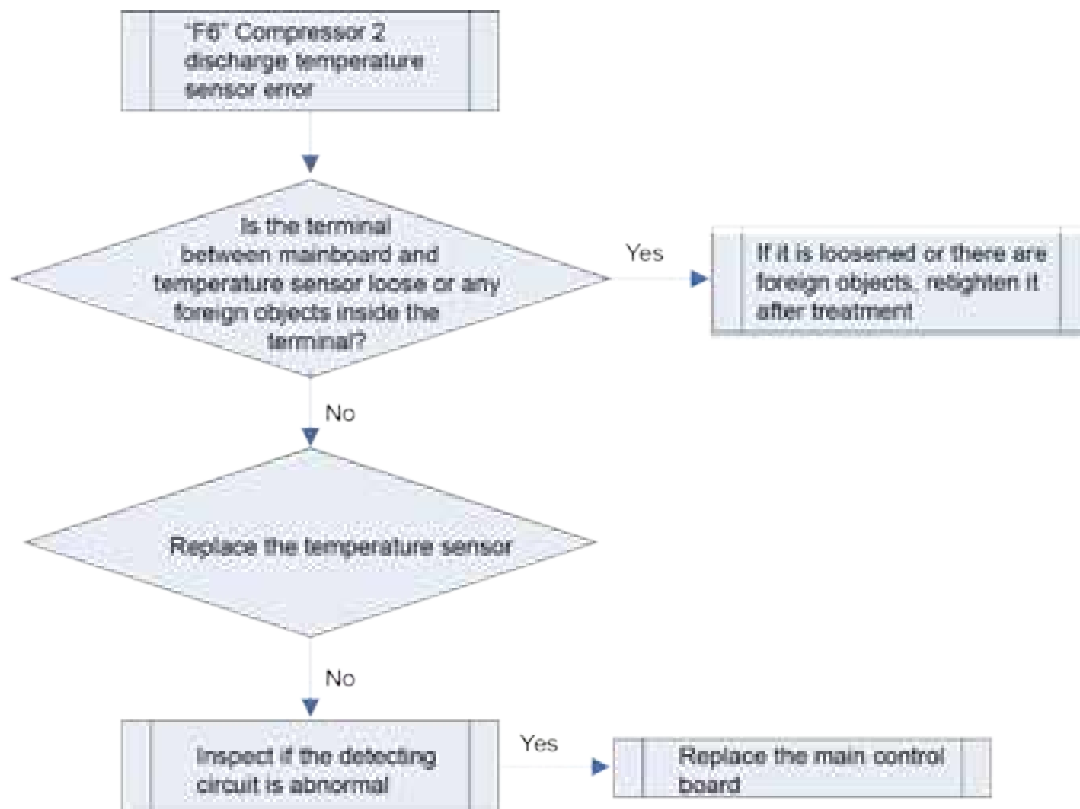 "F6" Compressor 2
discharge temperature
sensor error
Is the terminal
between mainboard and
temperature sensor loose or any
foreign objects inside the
terminal?
Yes
If it is loosened or there are
foreign objects, retighten it
after treatment
No
Replace the temperature sensor
No
Inspect if the detecting
circuit is abnormal
Yes
Replace the main control
board